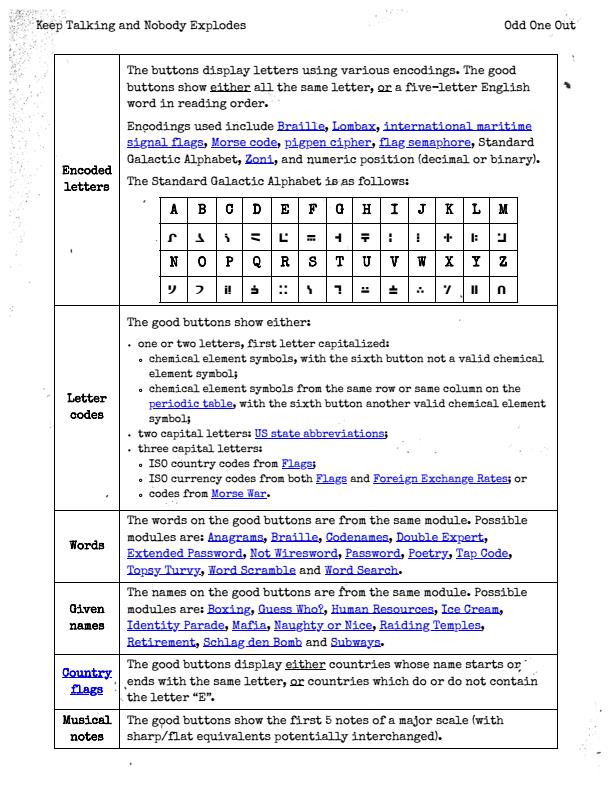 Keep Talking and Nobody Explodes Odd One Out
The buttons display letters using various encodings. The good
buttons show either all the same letter, or a five-letter English
word in reading order.
Encodings used include Braille, Lombax, international maritime
signal flags, Morse code, pigpen cipher, flag semaphore, Standard
Galactic Alphabet, Zoni, and numeric position (decimal or binary).
Encoded
letters
The Standard Galactic Alphabet is as follows:
A B C D E F G H I J K L M
N O P Q R S T U V W X Y Z
The good buttons show either:
• one or two letters, first letter capitalized:
◦ chemical element symbols, with the sixth button not a valid chemical
element symbol;
◦ chemical element symbols from the same row or same column on the
periodic table, with the sixth button another valid chemical element
symbol;
Letter
codes
• two capital letters: US state abbreviations;
• three capital letters:
◦ ISO country codes from Flags;
◦ ISO currency codes from both Flags and Foreign Exchange Rates; or
◦ codes from Morse War.
Words
The words on the good buttons are from the same module. Possible
modules are: Anagrams, Braille, Codenames, Double Expert,
Extended Password, Not Wiresword, Password, Poetry, Tap Code,
Topsy Turvy, Word Scramble and Word Search.
Given
names
The names on the good buttons are from the same module. Possible
modules are: Boxing, Guess Who?, Human Resources, Ice Cream,
Identity Parade, Mafia, Naughty or Nice, Raiding Temples,
Retirement, Schlag den Bomb and Subways.
Country
flags
The good buttons display either countries whose name starts or
ends with the same letter, or countries which do or do not contain
the letter “E”.
Musical
notes
The good buttons show the first 5 notes of a major scale (with
sharp/flat equivalents potentially interchanged).